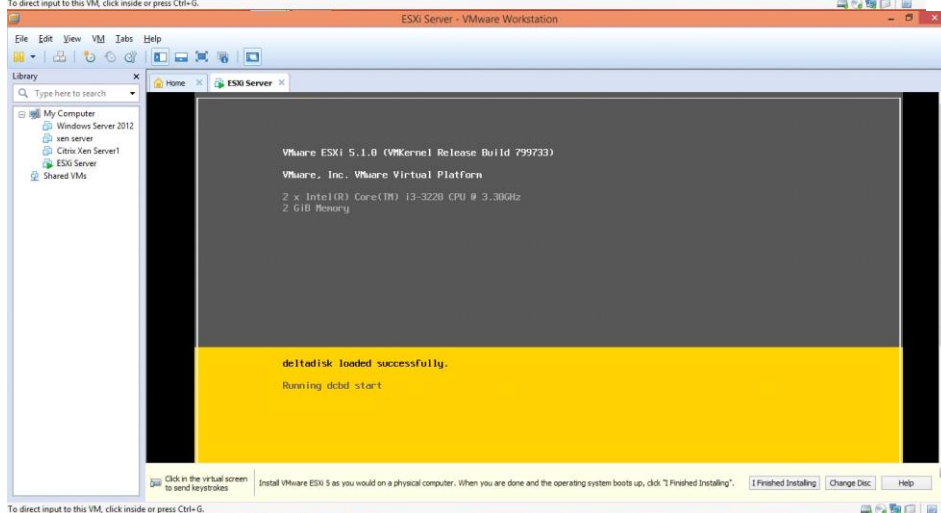 To direct input to this VM, click inside or press Ctrl+G.
ESXi Server - VMware Workstation
File Edit View VM Tabs Help
Library
Home
ESXi Server
Type here to search
My Computer
Windows Server 2012
xen server
Citrix Xen Server1
ESXi Server
Shared VMs
VMware ESXi 5.1.0 (VMKernel Release Build 799733)
VMware, Inc. VMware Virtual Platform
2 x Intel(R) Core(TM) i3-3220 CPU @ 3.30GHz
2 GiB Memory
deltadisk loaded successfully.
Running dcbd start
Click in the virtual screen
to send keystrokes
Install VMware ESXi 5 as you would on a physical computer. When you are done and the operating system boots up, click "I Finished Installing".
I Finished Installing
Change Disc
Help
To direct input to this VM, click inside or press Ctrl+G.